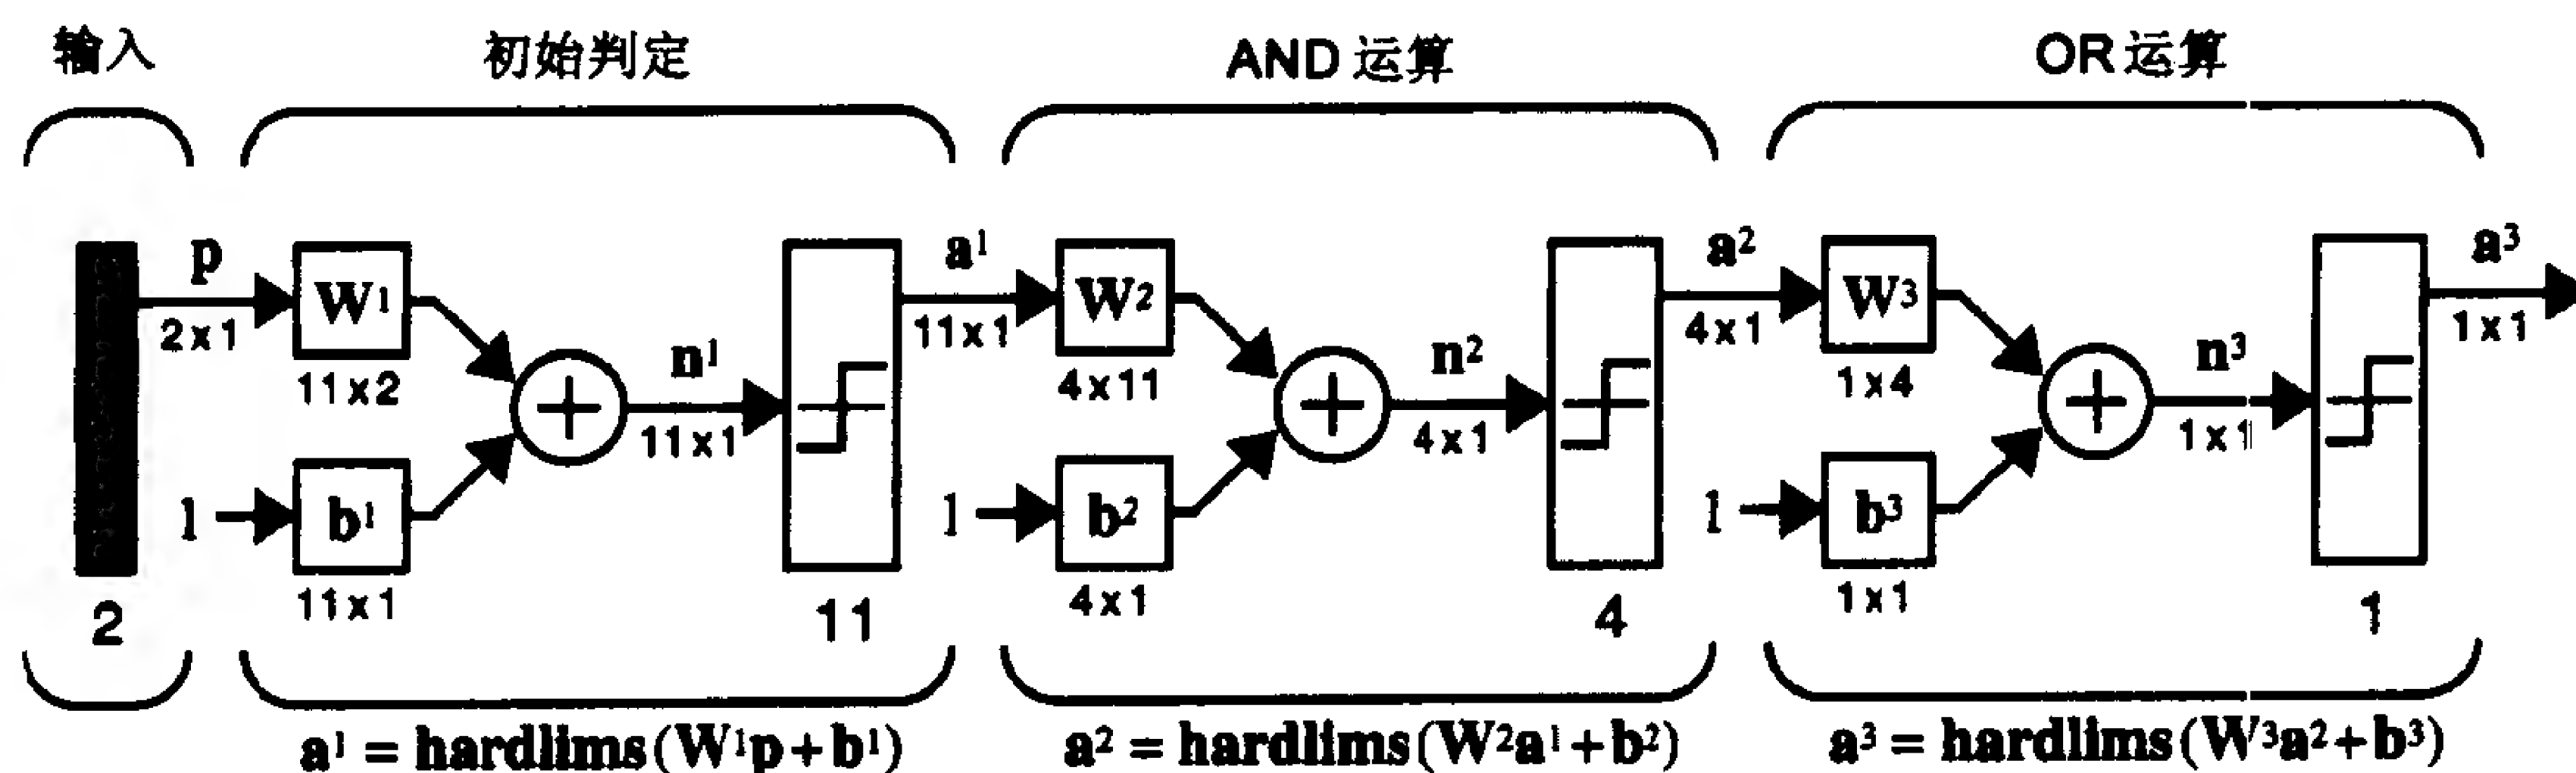 输入 初始判定 AND 运算 OR 运算
p a¹ a² a³
W¹ W² W³
2x1 11x1 4x1 1x1
11x2 n¹ 4x11 n² 1x4 n³
11x1 4x1 1x1
1 b¹ 1 b² 1 b³
11x1 4x1 1x1
2 11 4 1
a¹ = hardlims(W¹p+b¹) a² = hardlims(W²a¹+b²) a³ = hardlims(W³a²+b³)